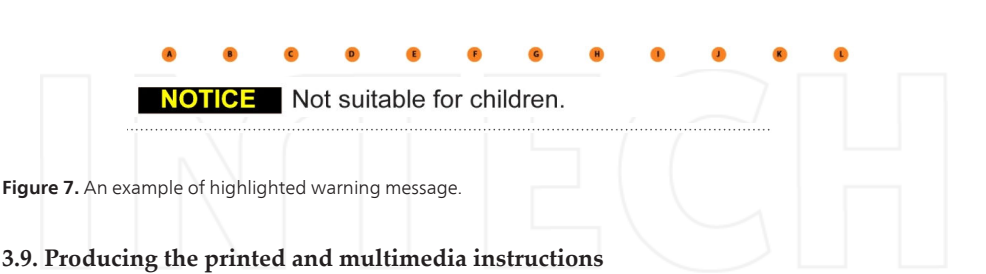 A B C D E F G H I J K L
NOTICE Not suitable for children.
Figure 7. An example of highlighted warning message.
3.9. Producing the printed and multimedia instructions
INTECH